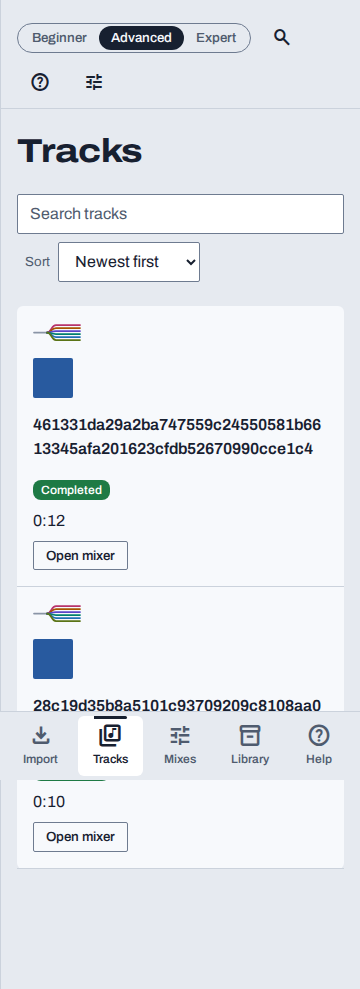 Beginner
Advanced
Expert
Tracks
Search tracks
Sort
Newest first
461331da29a2ba747559c24550581b66
13345afa201623cfdb52670990cce1c4
Completed
0:12
Open mixer
28c19d35b8a5101c93709209c8108aa0
Import
Tracks
Mixes
Library
Help
0:10
Open mixer